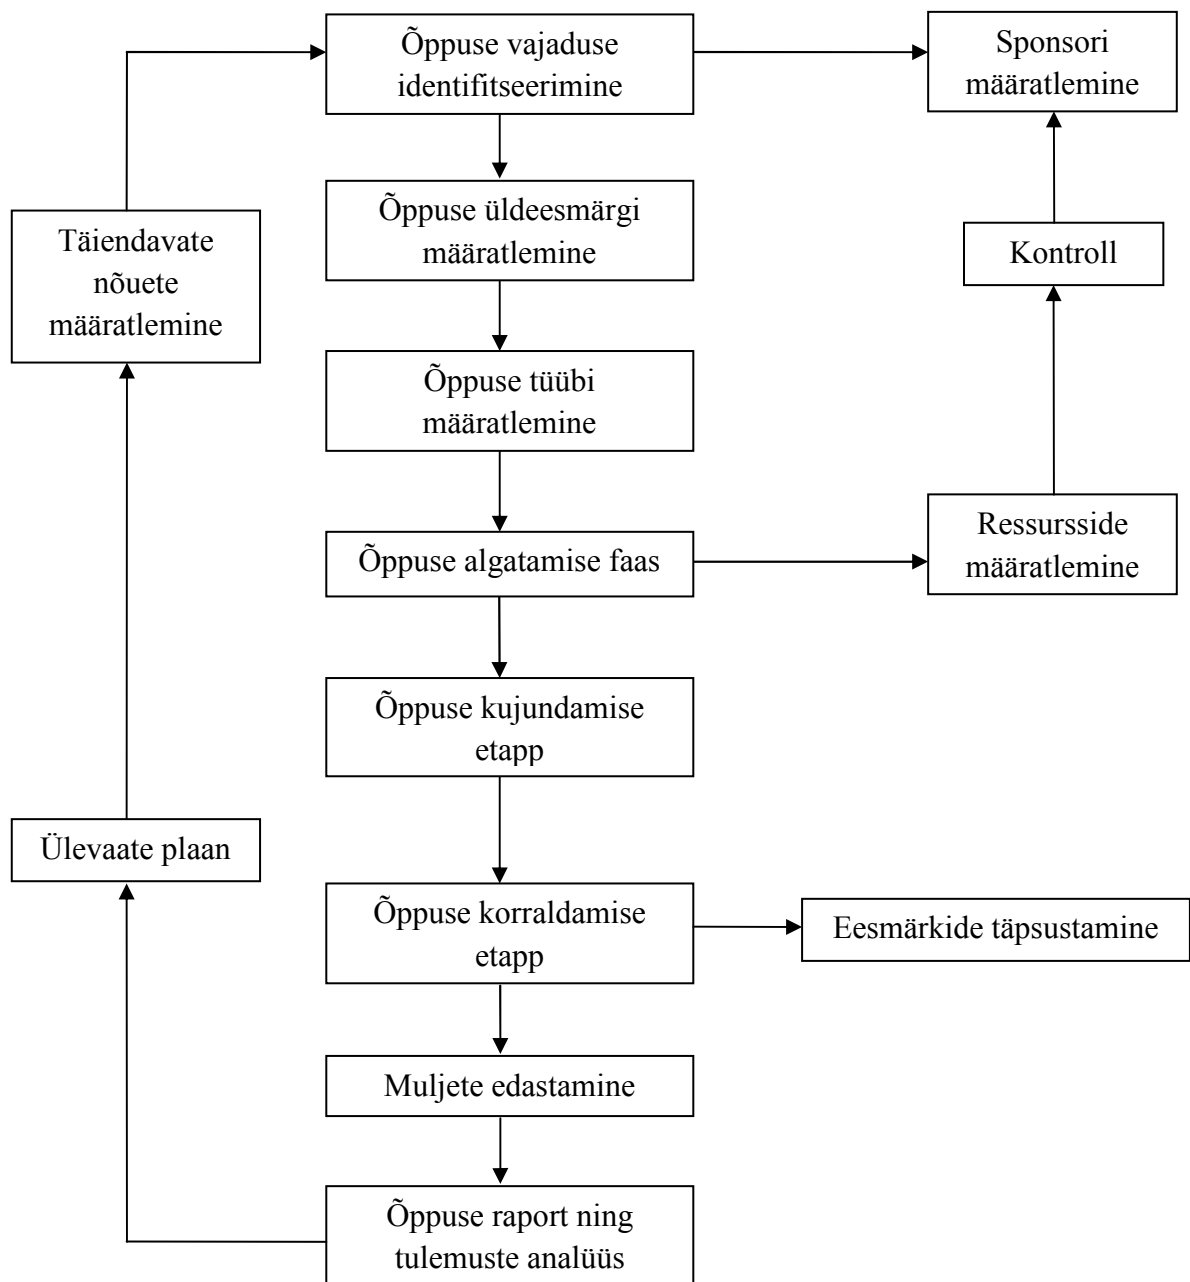 Õppuse vajaduse
identifitseerimine
Sponsori
määratlemine
Õppuse üldeesmärgi
määratlemine
Täiendavate
nõuete
määratlemine
Kontroll
Õppuse tüübi
määratlemine
Õppuse algatamise faas
Ressursside
määratlemine
Õppuse kujundamise
etapp
Ülevaate plaan
Õppuse korraldamise
etapp
Eesmärkide täpsustamine
Muljete edastamine
Õppuse raport ning
tulemuste analüüs